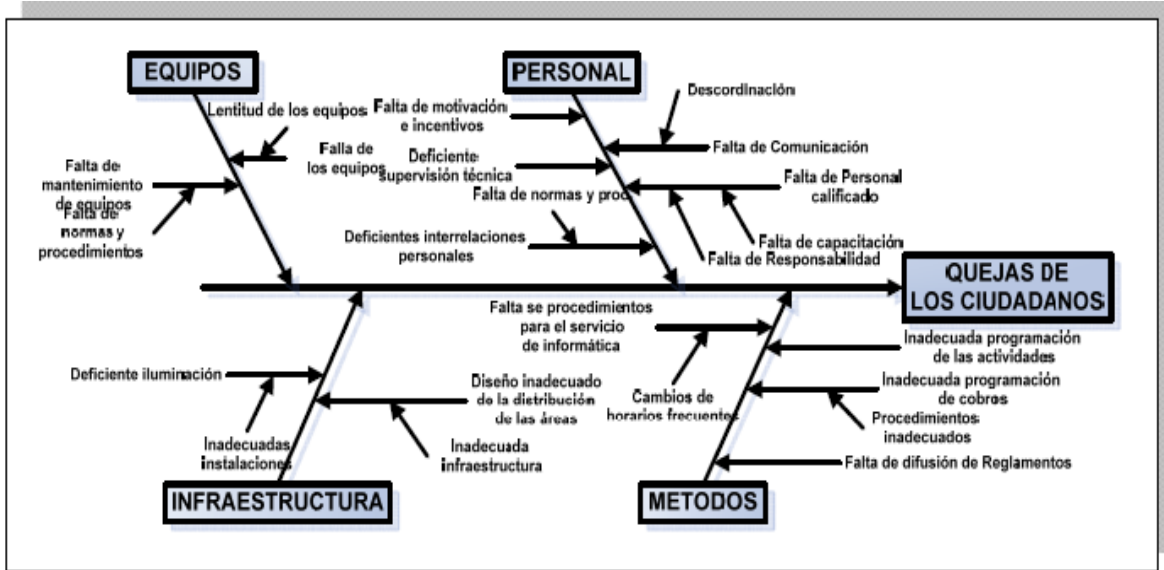 EQUIPOS
PERSONAL
Lentitud de los equipos
Falla de
los equipos
Falta de
mantenimiento
de equipos
Falta de
normas y
procedimientos
Falta de motivación
e incentivos
Descordinación
Falta de Comunicación
Deficiente
supervisión técnica
Falta de normas y proc
Falta de Personal
calificado
Deficientes interrelaciones
personales
Falta de capacitación
Falta de Responsabilidad
QUEJAS DE
LOS CIUDADANOS
Falta se procedimientos
para el servicio
de informática
Inadecuada programación
de las actividades
Deficiente iluminación
Diseño inadecuado
de la distribución
de las áreas
Cambios de
horarios frecuentes
Inadecuada programación
de cobros
Procedimientos
inadecuados
Inadecuadas
instalaciones
Inadecuada
infraestructura
Falta de difusión de Reglamentos
INFRAESTRUCTURA
METODOS